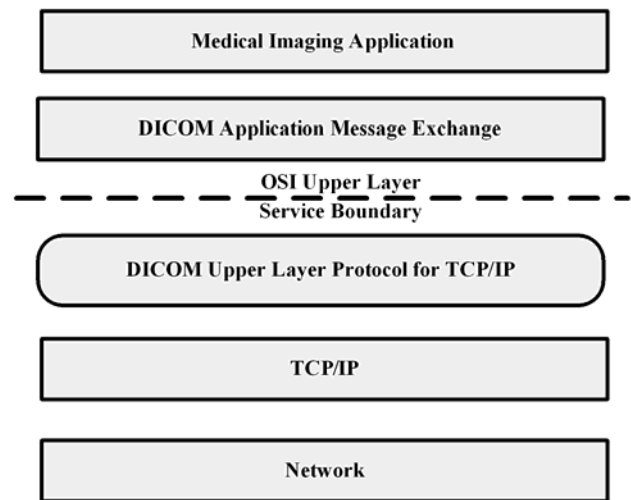 Medical Imaging Application
DICOM Application Message Exchange
OSI Upper Layer
Service Boundary
DICOM Upper Layer Protocol for TCP/IP
TCP/IP
Network